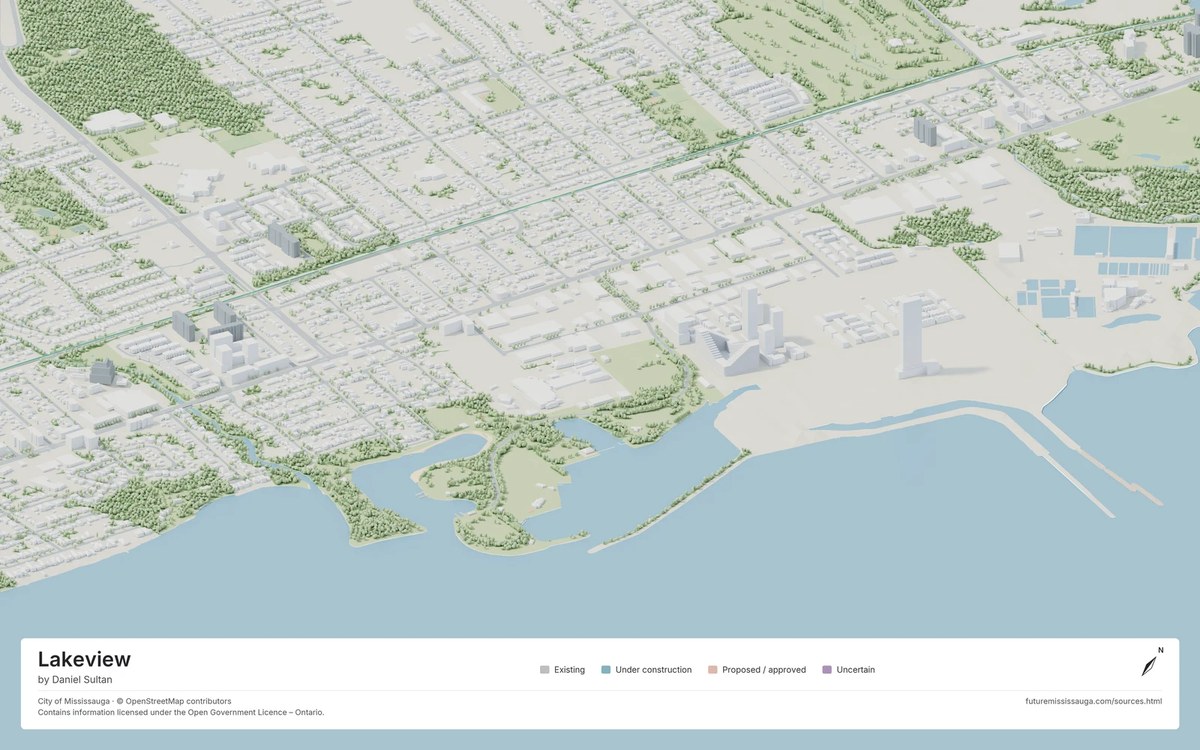 Lakeview
by Daniel Sultan
Existing
Under construction
Proposed / approved
Uncertain
N
City of Mississauga · © OpenStreetMap contributors
Contains information licensed under the Open Government Licence – Ontario.
futuremississauga.com/sources.html